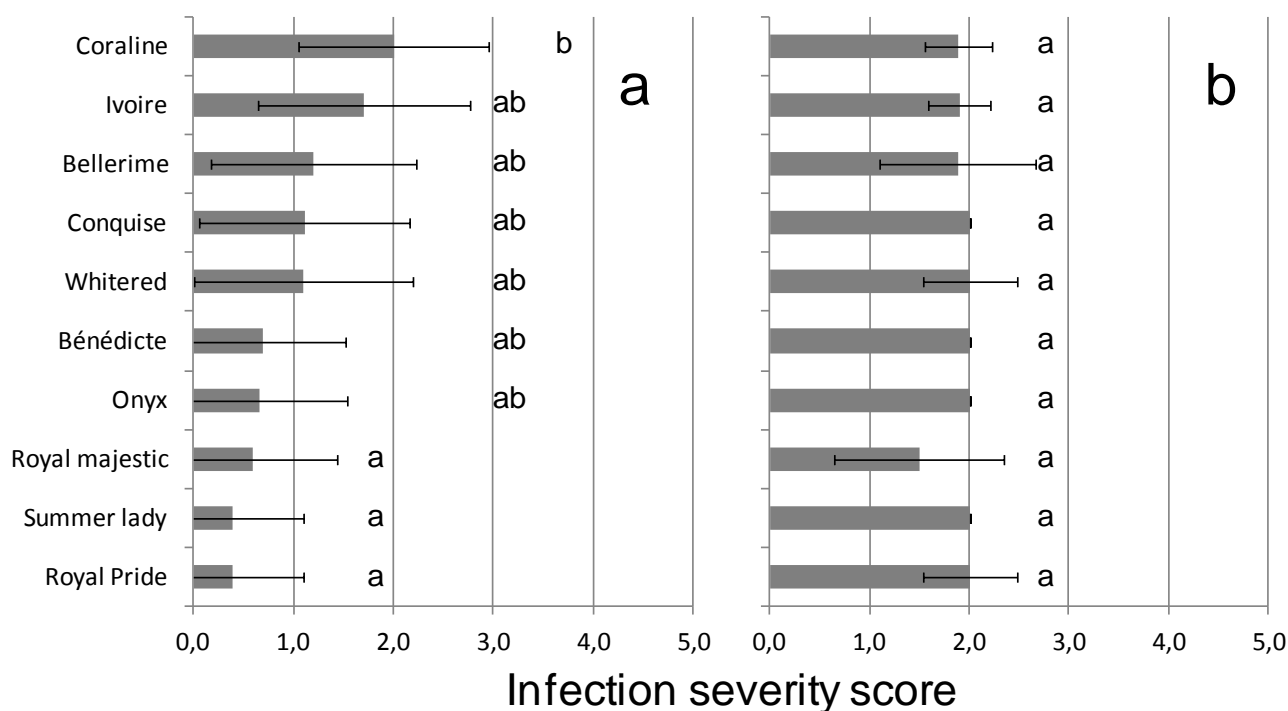 Coraline b a
Ivoire ab a b a
Bellerime ab a
Conquise ab a
Whitered ab a
Bénédicte ab a
Onyx ab a
Royal majestic a a
Summer lady a a
Royal Pride a a
0,0 1,0 2,0 3,0 4,0 5,0 0,0 1,0 2,0 3,0 4,0 5,0
Infection severity score